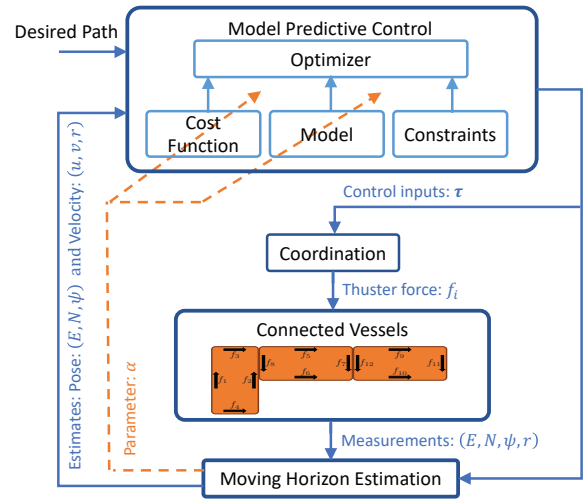 Desired Path
Model Predictive Control
Optimizer
Cost
Function
Model
Constraints
Estimates: Pose: (E, N, ψ) and Velocity: (u, v, r)
Parameter: α
Control inputs: τ
Coordination
Thuster force: f_i
Connected Vessels
f_3
f_1
f_2
f_4
f_5
f_8
f_7
f_6
f_9
f_12
f_11
f_10
Measurements: (E, N, ψ, r)
Moving Horizon Estimation